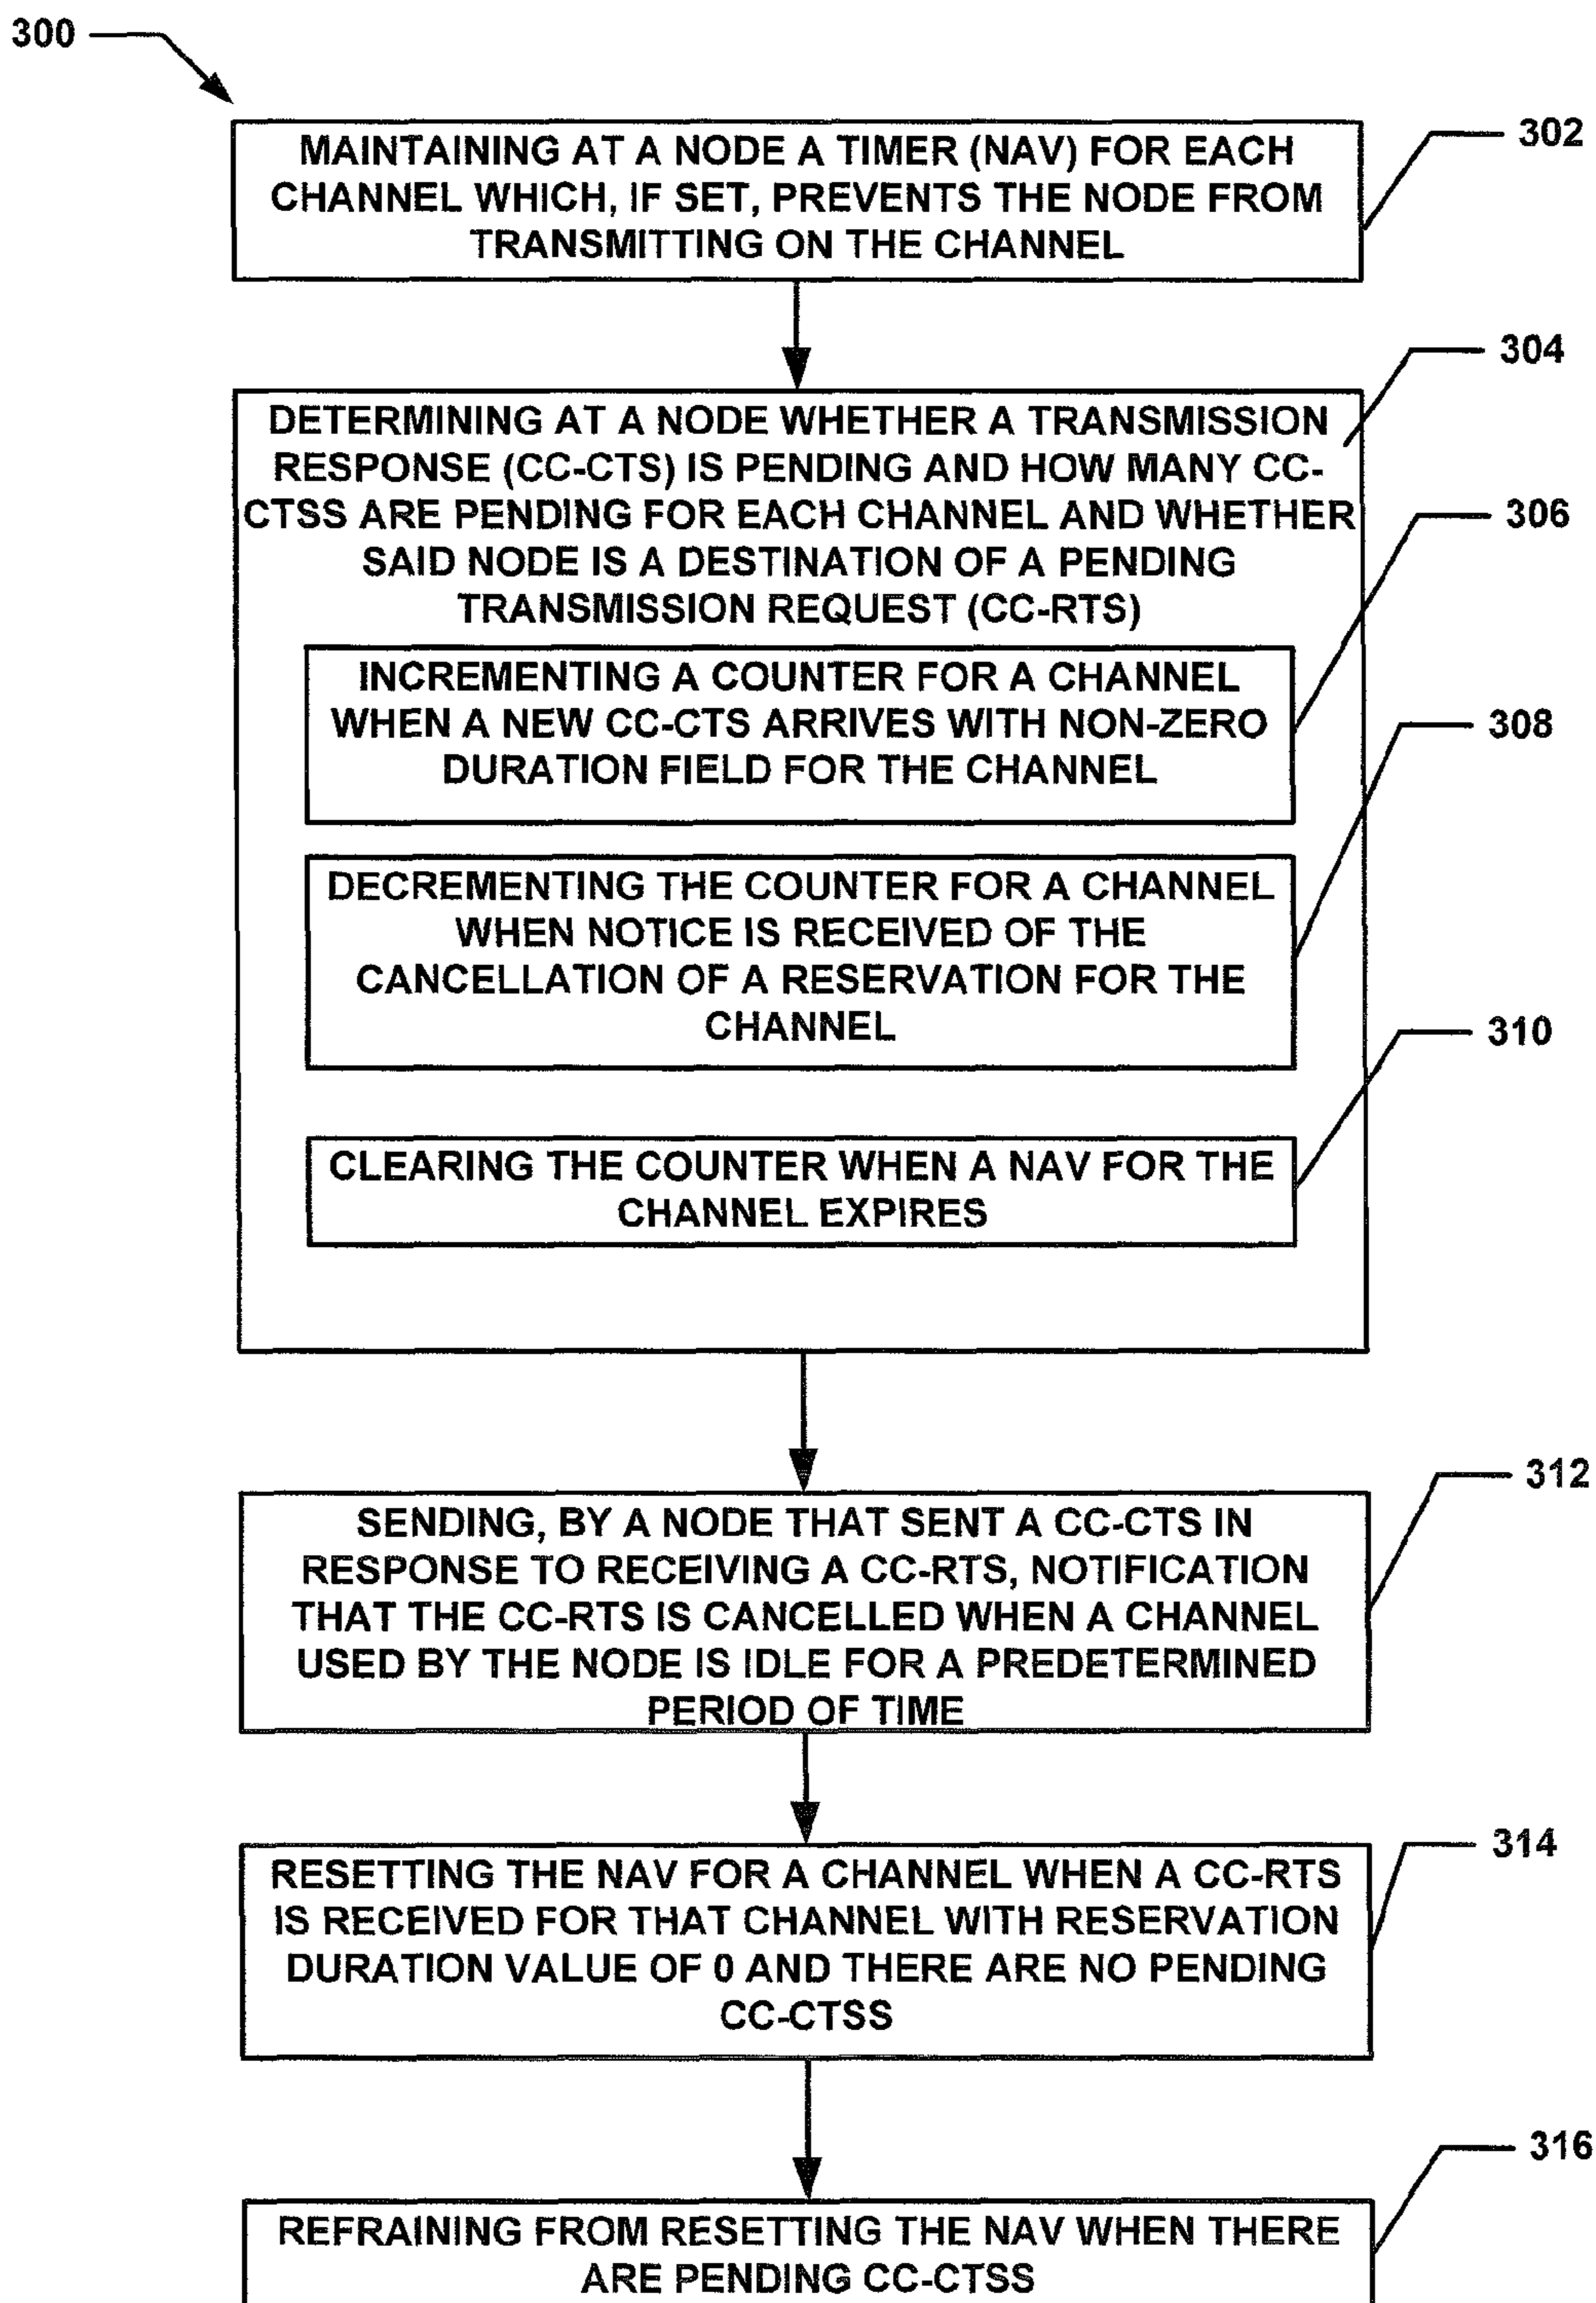 300
MAINTAINING AT A NODE A TIMER (NAV) FOR EACH
CHANNEL WHICH, IF SET, PREVENTS THE NODE FROM
TRANSMITTING ON THE CHANNEL
302
304
DETERMINING AT A NODE WHETHER A TRANSMISSION
RESPONSE (CC-CTS) IS PENDING AND HOW MANY CC-
CTSS ARE PENDING FOR EACH CHANNEL AND WHETHER
SAID NODE IS A DESTINATION OF A PENDING
TRANSMISSION REQUEST (CC-RTS)
306
INCREMENTING A COUNTER FOR A CHANNEL
WHEN A NEW CC-CTS ARRIVES WITH NON-ZERO
DURATION FIELD FOR THE CHANNEL
308
DECREMENTING THE COUNTER FOR A CHANNEL
WHEN NOTICE IS RECEIVED OF THE
CANCELLATION OF A RESERVATION FOR THE
CHANNEL
310
CLEARING THE COUNTER WHEN A NAV FOR THE
CHANNEL EXPIRES
312
SENDING, BY A NODE THAT SENT A CC-CTS IN
RESPONSE TO RECEIVING A CC-RTS, NOTIFICATION
THAT THE CC-RTS IS CANCELLED WHEN A CHANNEL
USED BY THE NODE IS IDLE FOR A PREDETERMINED
PERIOD OF TIME
314
RESETTING THE NAV FOR A CHANNEL WHEN A CC-RTS
IS RECEIVED FOR THAT CHANNEL WITH RESERVATION
DURATION VALUE OF 0 AND THERE ARE NO PENDING
CC-CTSS
316
REFRAINING FROM RESETTING THE NAV WHEN THERE
ARE PENDING CC-CTSS